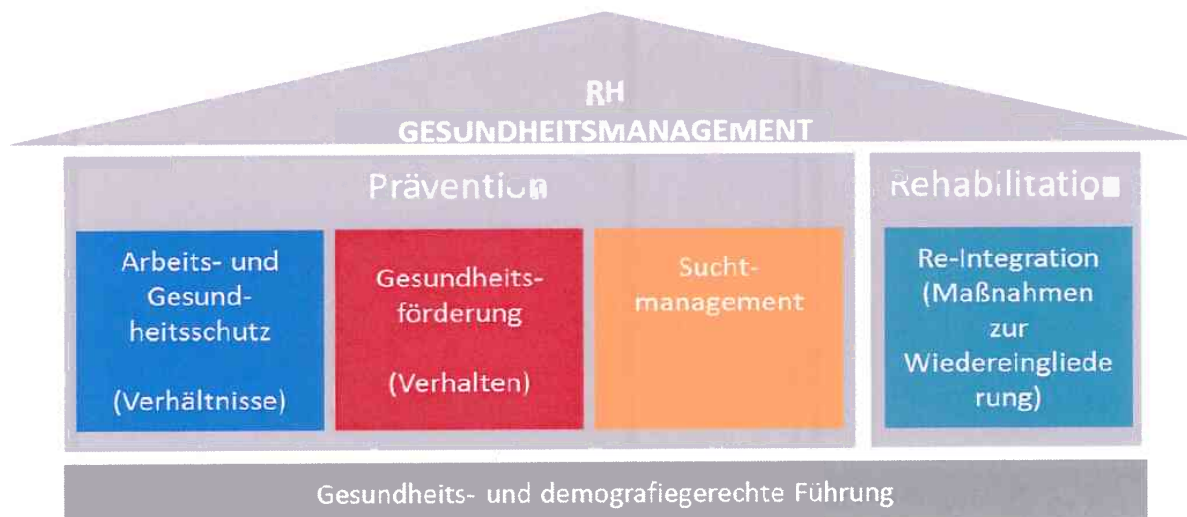 RH
GESUNDHEITSMANAGEMENT
Prävention
Arbeits- und
Gesund-
heitsschutz
(Verhältnisse)
Gesundheits-
förderung
(Verhalten)
Sucht-
management
Rehabilitation
Re-Integration
(Maßnahmen
zur
Wiedereingliede
rung)
Gesundheits- und demografiegerechte Führung